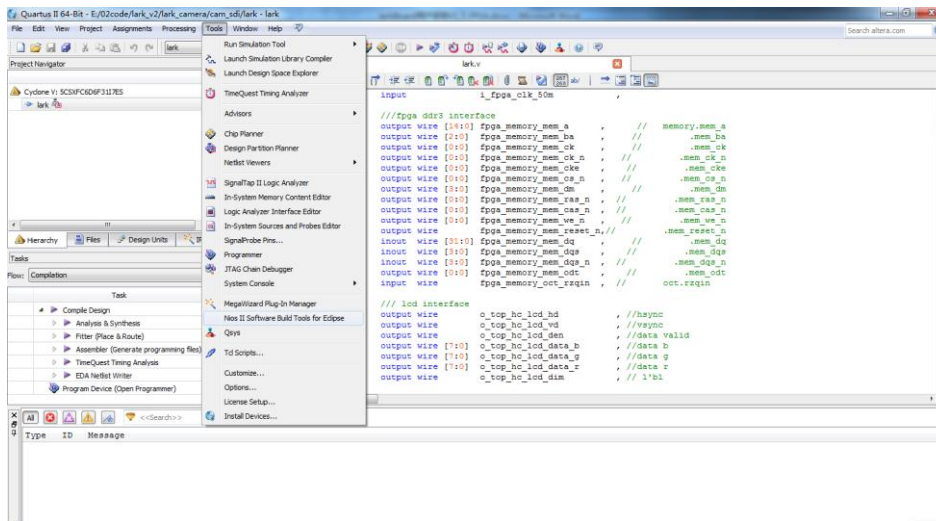 Quartus II 64-Bit - E:/02code/lark_v2/lark_camera/cam_sdi/lark - lark
File Edit View Project Assignments Processing Tools Window Help
Search altera.com
lark
Project Navigator
Cyclone V: 5CSXFC6D6F31I7ES
lark
Hierarchy Files Design Units
Tasks
Flow: Compilation
Task
Compile Design
Analysis & Synthesis
Fitter (Place & Route)
Assembler (Generate programming files)
TimeQuest Timing Analysis
EDA Netlist Writer
Program Device (Open Programmer)
Run Simulation Tool
Launch Simulation Library Compiler
Launch Design Space Explorer
TimeQuest Timing Analyzer
Advisors
Chip Planner
Design Partition Planner
Netlist Viewers
SignalTap II Logic Analyzer
In-System Memory Content Editor
Logic Analyzer Interface Editor
In-System Sources and Probes Editor
SignalProbe Pins...
Programmer
JTAG Chain Debugger
System Console
MegaWizard Plug-In Manager
Nios II Software Build Tools for Eclipse
Qsys
Tcl Scripts...
Customize...
Options...
License Setup...
Install Devices...
lark.v
input i_fpga_clk_50m ,
///fpga ddr3 interface
output wire [14:0] fpga_memory_mem_a , // memory.mem_a
output wire [2:0] fpga_memory_mem_ba , // .mem_ba
output wire [0:0] fpga_memory_mem_ck , // .mem_ck
output wire [0:0] fpga_memory_mem_ck_n , // .mem_ck_n
output wire [0:0] fpga_memory_mem_cke , // .mem_cke
output wire [0:0] fpga_memory_mem_cs_n , // .mem_cs_n
output wire [3:0] fpga_memory_mem_dm , // .mem_dm
output wire [0:0] fpga_memory_mem_ras_n , // .mem_ras_n
output wire [0:0] fpga_memory_mem_cas_n , // .mem_cas_n
output wire [0:0] fpga_memory_mem_we_n , // .mem_we_n
output wire fpga_memory_mem_reset_n,// .mem_reset_n
inout wire [31:0] fpga_memory_mem_dq , // .mem_dq
inout wire [3:0] fpga_memory_mem_dqs , // .mem_dqs
inout wire [3:0] fpga_memory_mem_dqs_n , // .mem_dqs_n
output wire [0:0] fpga_memory_mem_odt , // .mem_odt
input wire fpga_memory_oct_rzqin , // oct.rzqin
/// lcd interface
output wire o_top_hc_lcd_hd , //hsync
output wire o_top_hc_lcd_vd , //vsync
output wire o_top_hc_lcd_den , //data valid
output wire [7:0] o_top_hc_lcd_data_b , //data b
output wire [7:0] o_top_hc_lcd_data_g , //data g
output wire [7:0] o_top_hc_lcd_data_r , //data r
output wire o_top_hc_lcd_dim , // 1'b1
All <<Search>>
Type ID Message